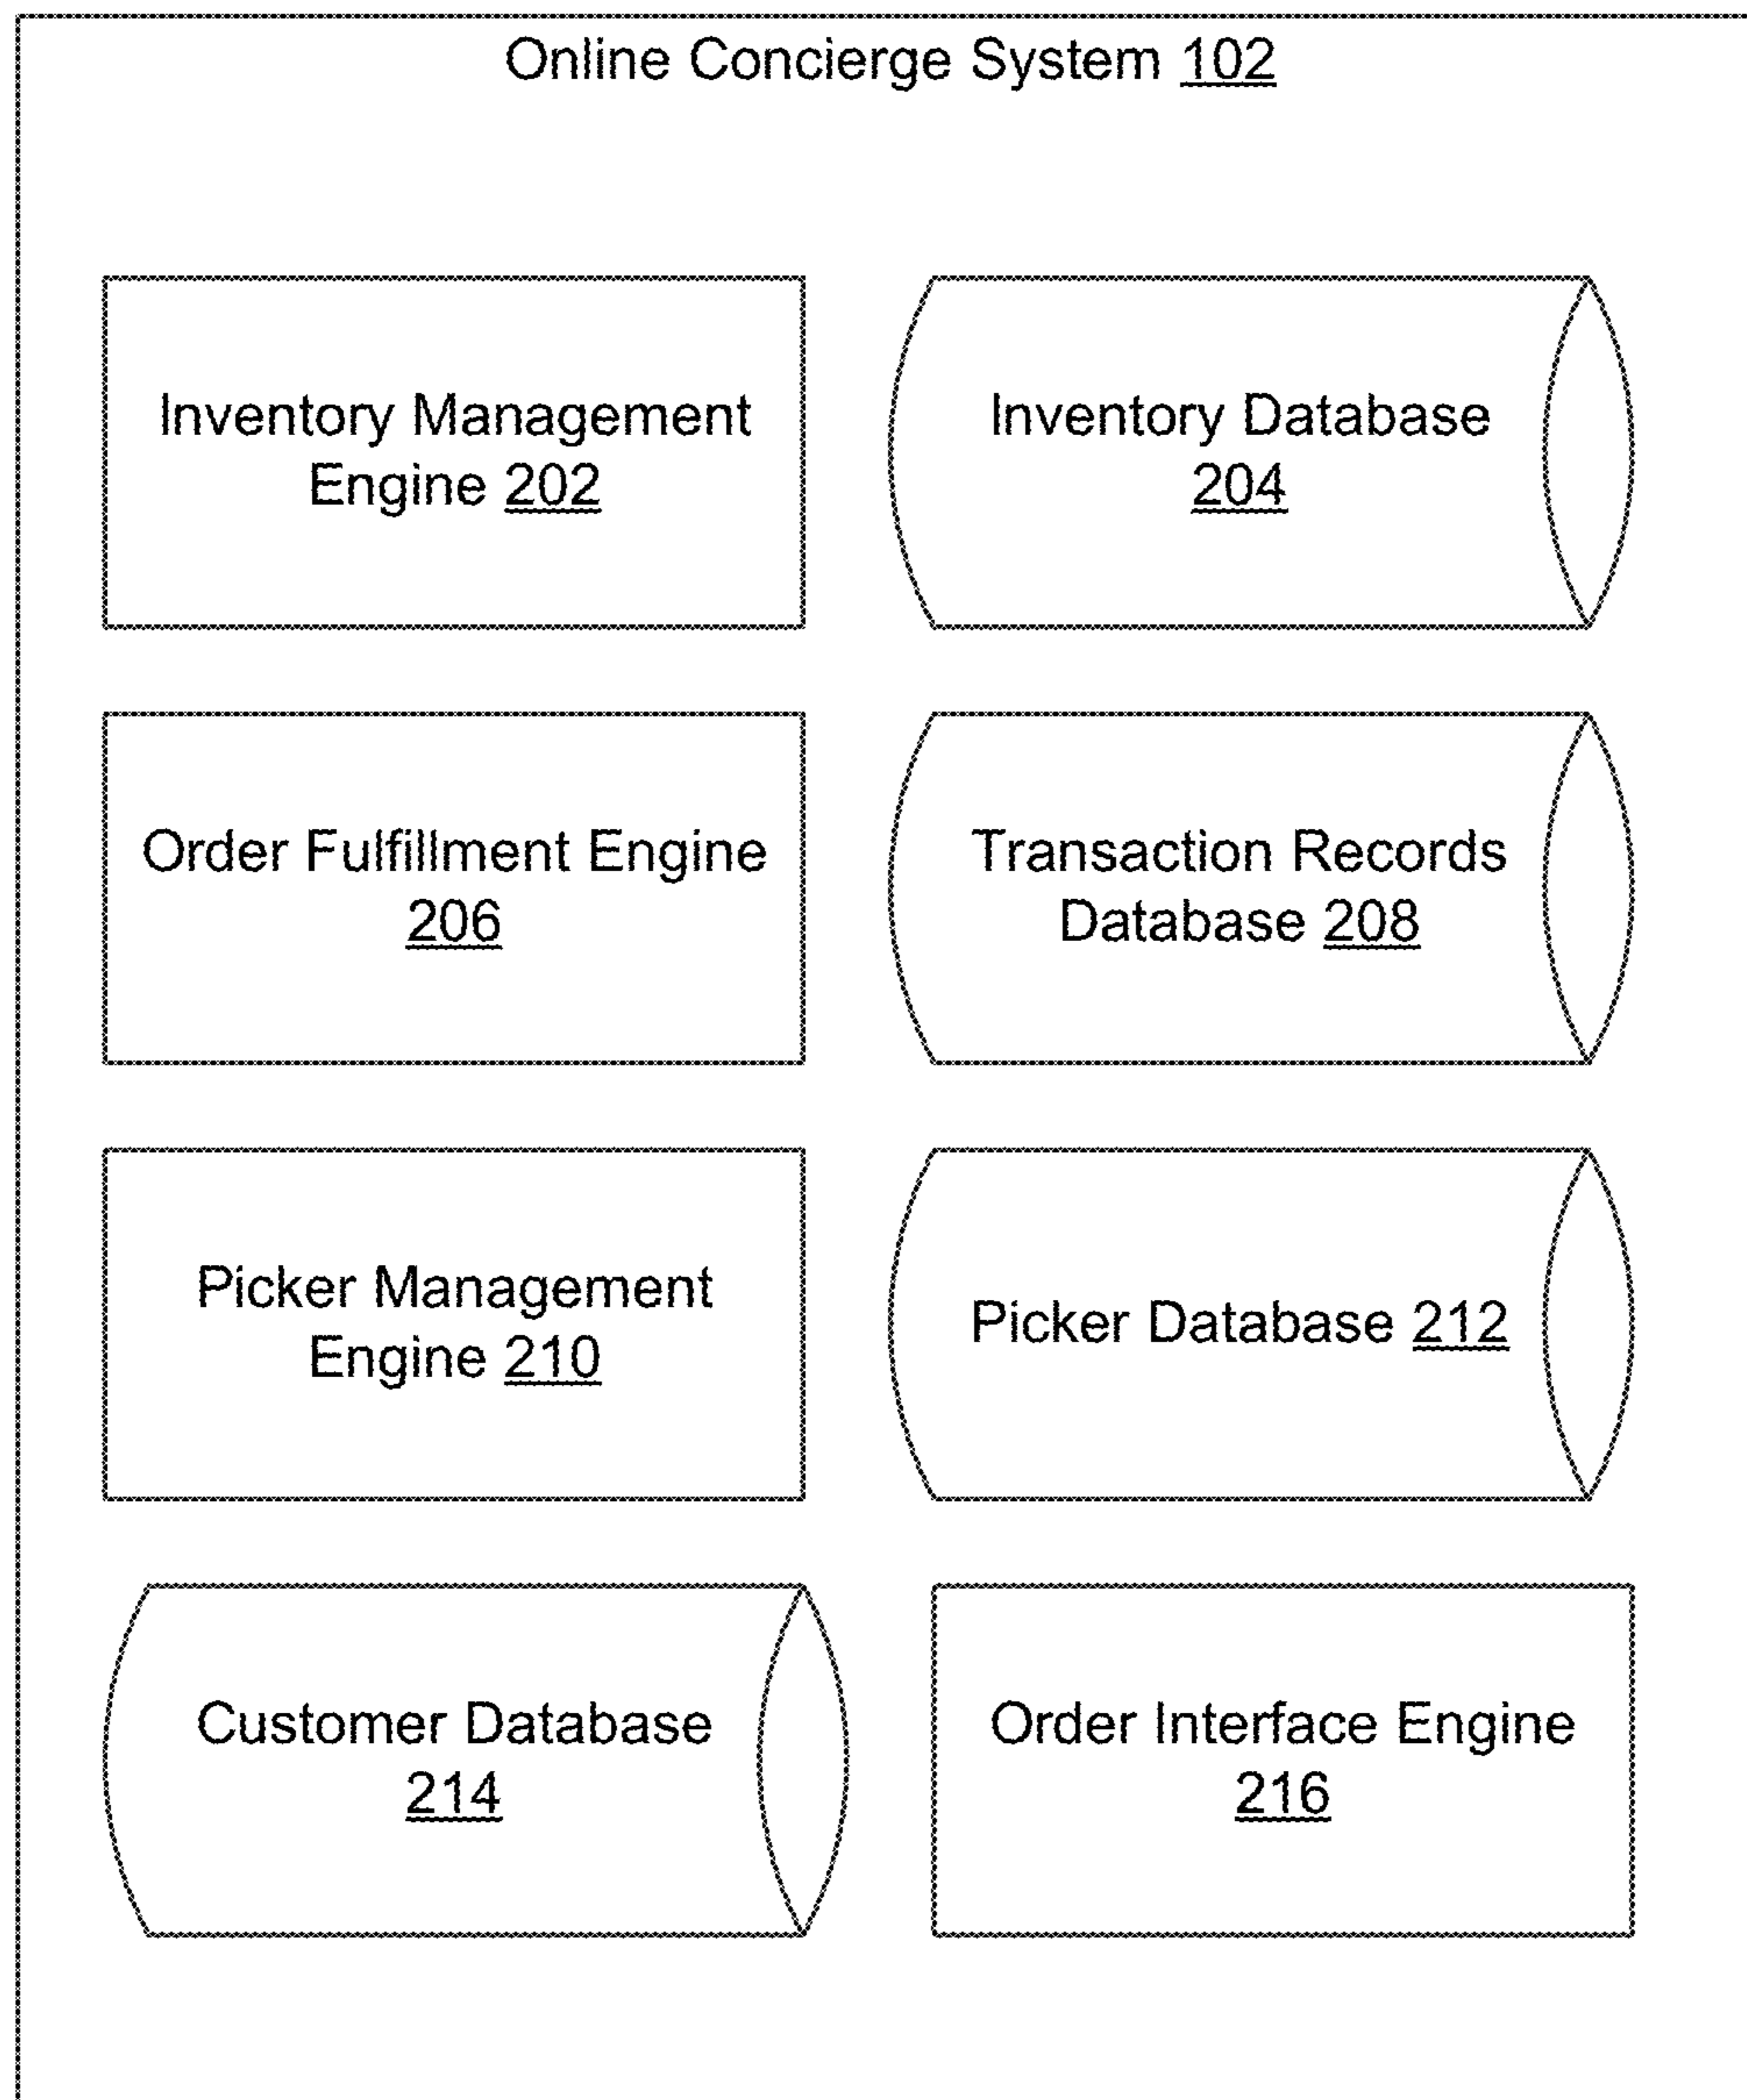 Online Concierge System 102
Inventory Management
Engine 202
Inventory Database
204
Order Fulfillment Engine
206
Transaction Records
Database 208
Picker Management
Engine 210
Picker Database 212
Customer Database
214
Order Interface Engine
216